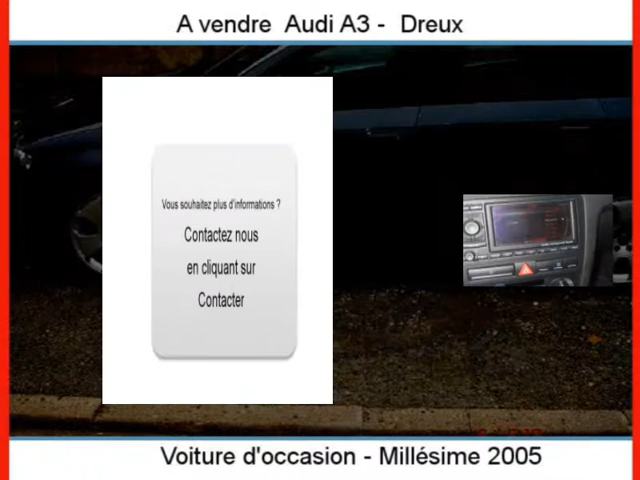 A vendre Audi A3 - Dreux
Vous souhaitez plus d'informations ?
Contactez nous
en cliquant sur
Contacter
Voiture d'occasion - Millésime 2005